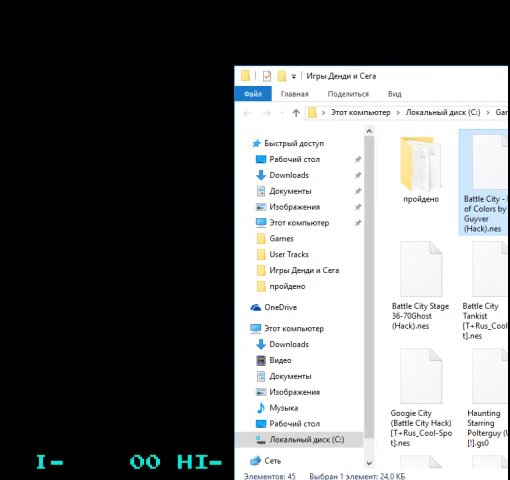 Игры Денди и Сега
Файл Главная Поделиться Вид
Этот компьютер Локальный диск (C:) Gar
Быстрый доступ
Рабочий стол
Downloads
Документы
Изображения
Этот компьютер
Games
User Tracks
Игры Денди и Сега
пройдено
OneDrive
Этот компьютер
Downloads
Видео
Документы
Изображения
Музыка
Рабочий стол
Локальный диск (C:)
Сеть
пройдено
Battle City -
of Colors by
Guyver
(Hack).nes
Battle City Stage
36-70Ghost
(Hack).nes
Battle City
Tankist
[T+Rus_Cool
t].nes
Googie City
(Battle City Hack)
[T+Rus_Cool-Spo
t].nes
Haunting
Starring
Polterguy (U
[!].gs0
Элементов: 45 Выбран 1 элемент: 24,0 КБ
I- 00 HI-